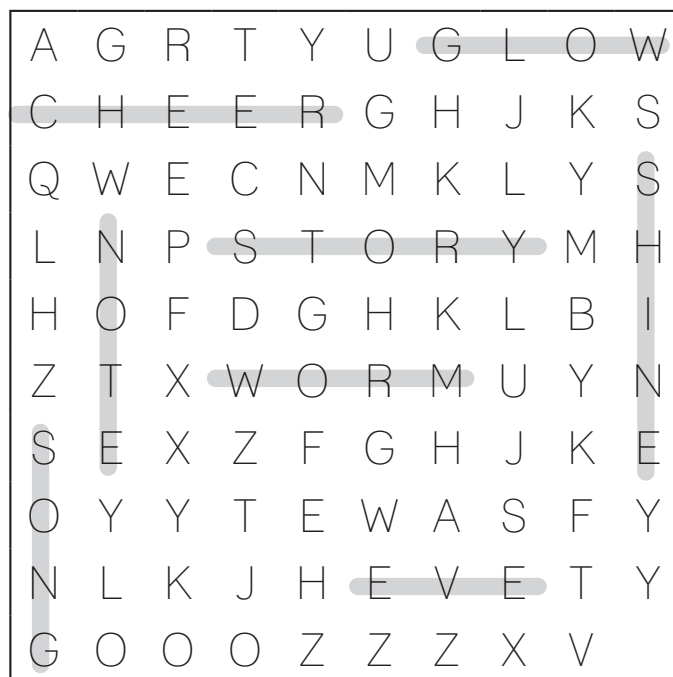 A G R T Y U G L O W
C H E E R G H J K S
Q W E C N M K L Y S
L N P S T O R Y M H
H O F D G H K L B I
Z T X W O R M U Y N
S E X Z F G H J K E
O Y Y T E W A S F Y
N L K J H E V E T Y
G O O O Z Z Z X V